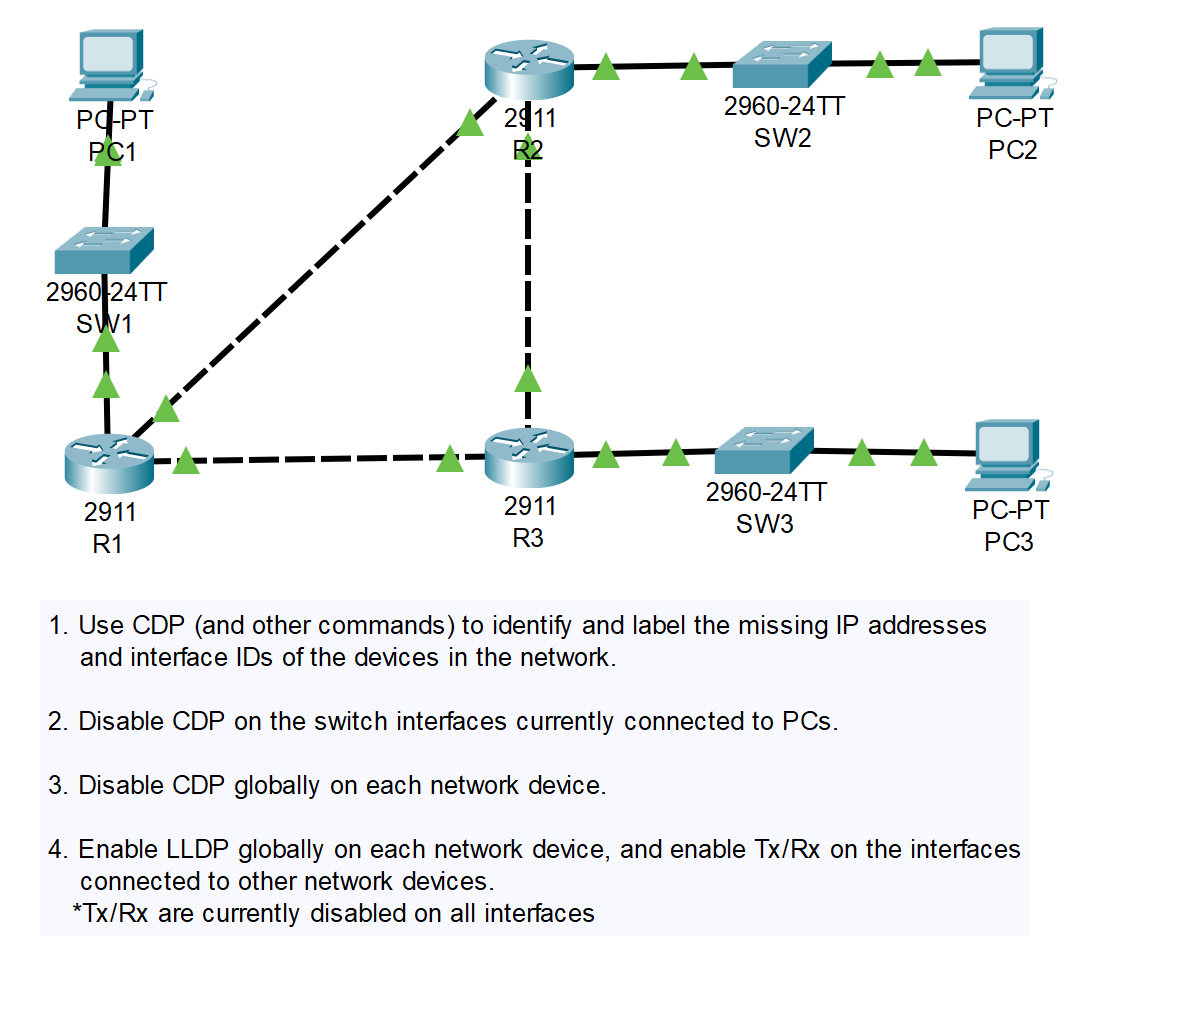 PC-PT
PC1
2911
R2
2960-24TT
SW2
PC-PT
PC2
2960-24TT
SW1
2911
R1
2911
R3
2960-24TT
SW3
PC-PT
PC3
1. Use CDP (and other commands) to identify and label the missing IP addresses
and interface IDs of the devices in the network.
2. Disable CDP on the switch interfaces currently connected to PCs.
3. Disable CDP globally on each network device.
4. Enable LLDP globally on each network device, and enable Tx/Rx on the interfaces
connected to other network devices.
*Tx/Rx are currently disabled on all interfaces